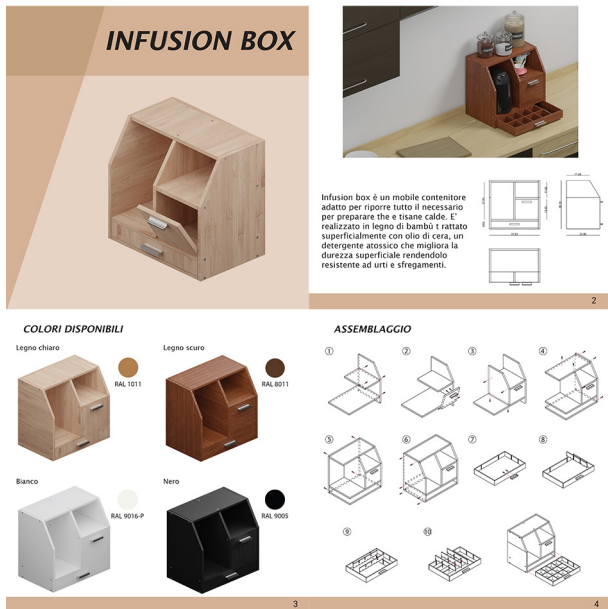 INFUSION BOX
Infusion box è un mobile contenitore
adatto per riporre tutto il necessario
per preparare the e tisane calde. E'
realizzato in legno di bambù t rattato
superficialmente con olio di cera, un
detergente atossico che migliora la
durezza superficiale rendendolo
resistente ad urti e sfregamenti.
2
COLORI DISPONIBILI
Legno chiaro
RAL 1011
Legno scuro
RAL 8011
Bianco
RAL 9016-P
Nero
RAL 9005
3
ASSEMBLAGGIO
1
2
3
4
5
6
7
8
9
10
4